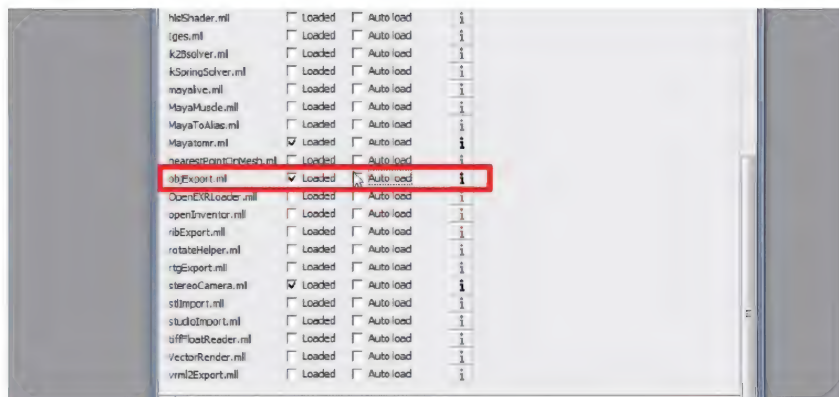 hlslShader.mll Loaded Auto load i
iges.mll Loaded Auto load i
ik2Bsolver.mll Loaded Auto load i
ikSpringSolver.mll Loaded Auto load i
mayalive.mll Loaded Auto load i
MayaMuscle.mll Loaded Auto load i
MayaToAlias.mll Loaded Auto load i
Mayatomr.mll Loaded Auto load i
nearestPointOnMesh.mll Loaded Auto load i
objExport.mll Loaded Auto load i
OpenEXRLoader.mll Loaded Auto load i
openInventor.mll Loaded Auto load i
ribExport.mll Loaded Auto load i
rotateHelper.mll Loaded Auto load i
rtgExport.mll Loaded Auto load i
stereoCamera.mll Loaded Auto load i
stlImport.mll Loaded Auto load i
studioImport.mll Loaded Auto load i
tiffFloatReader.mll Loaded Auto load i
VectorRender.mll Loaded Auto load i
vrml2Export.mll Loaded Auto load i